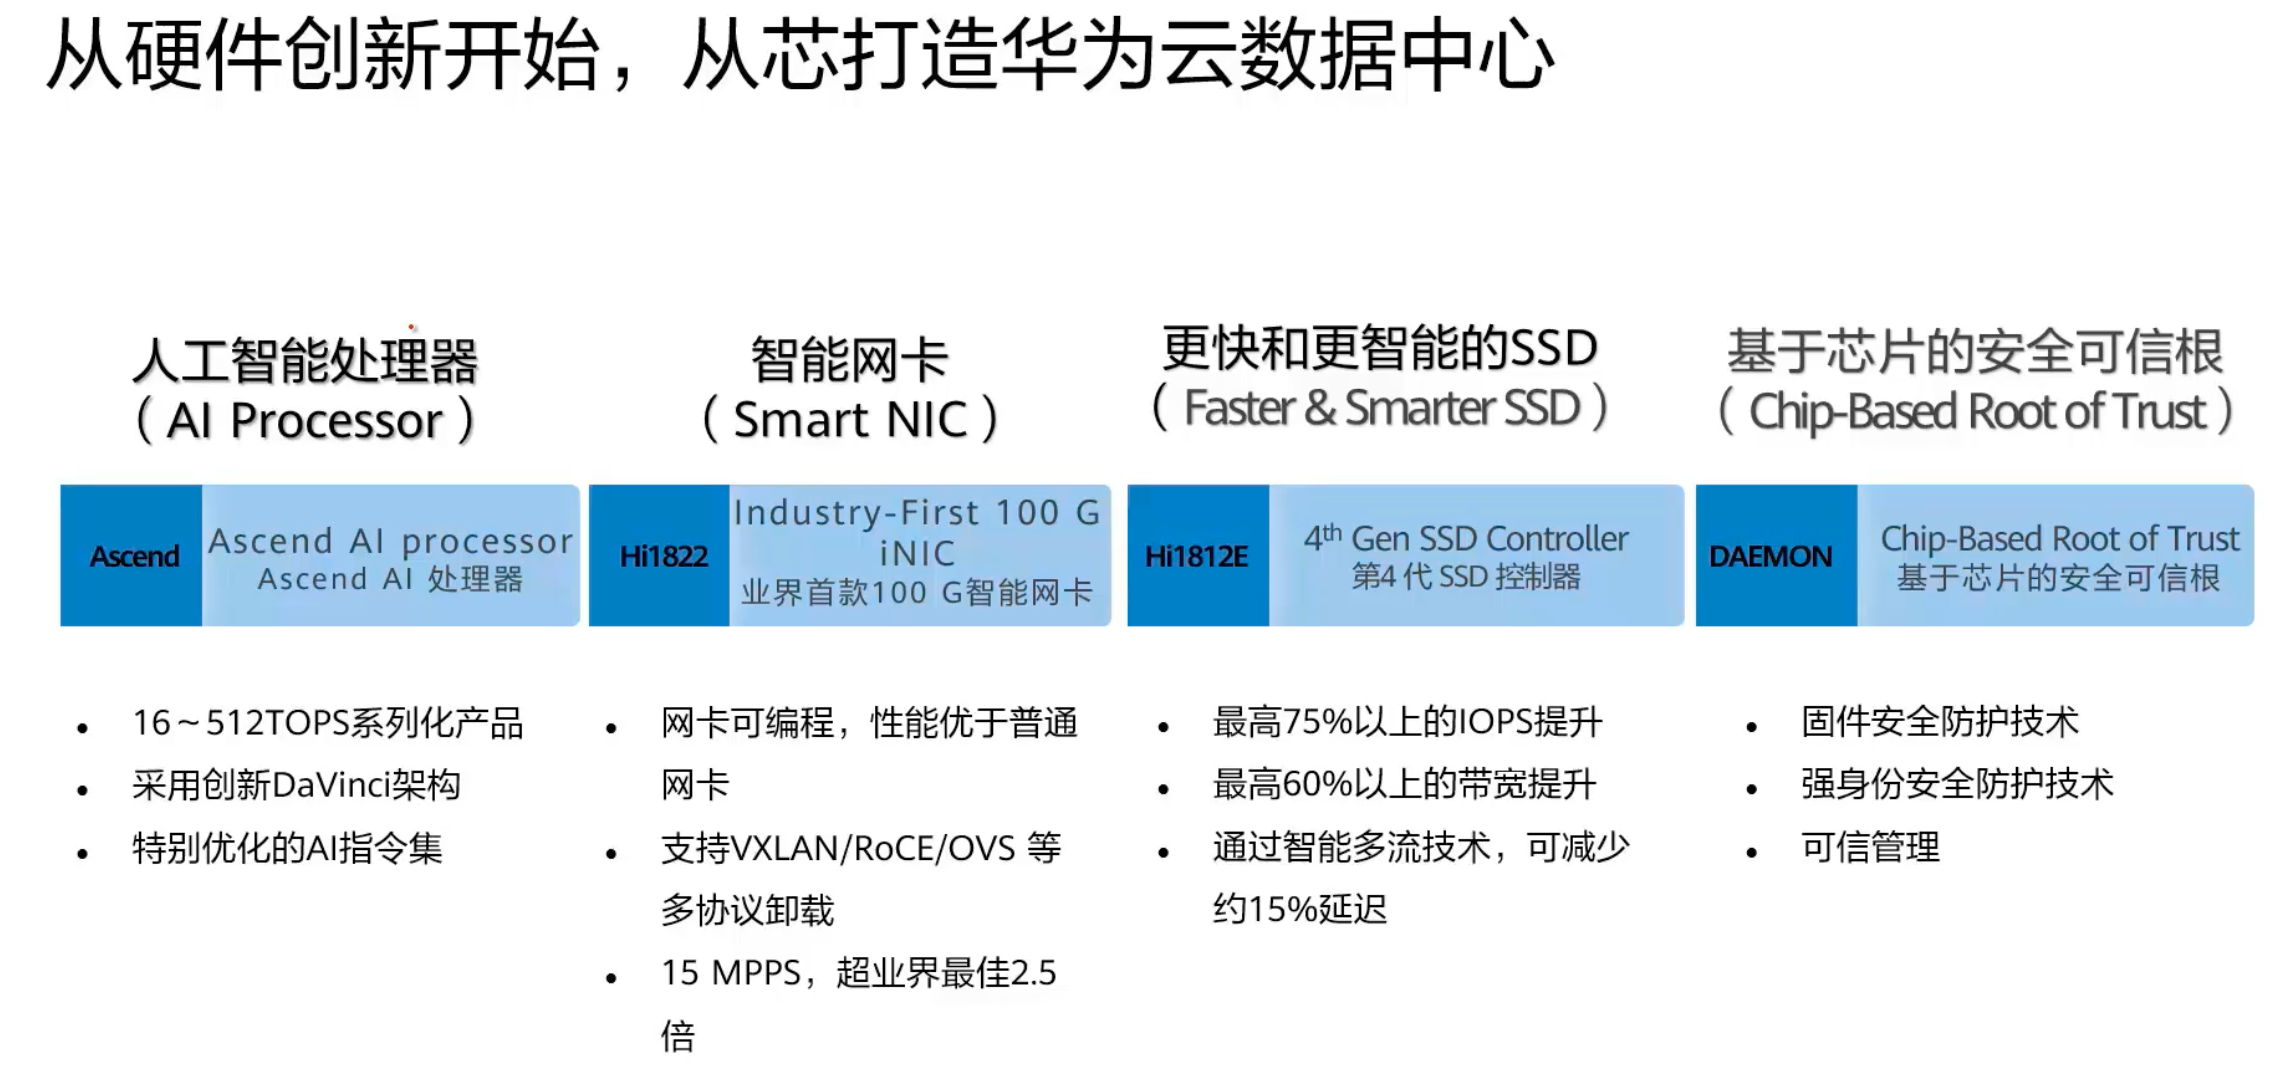 从硬件创新开始，从芯打造华为云数据中心
人工智能处理器
（AI Processor）
Ascend
Ascend AI processor
Ascend AI 处理器
16～512TOPS系列化产品
采用创新DaVinci架构
特别优化的AI指令集
智能网卡
（Smart NIC）
Hi1822
Industry-First 100 G
iNIC
业界首款100 G智能网卡
网卡可编程，性能优于普通
网卡
支持VXLAN/RoCE/OVS 等
多协议卸载
15 MPPS，超业界最佳2.5
倍
更快和更智能的SSD
（Faster & Smarter SSD）
Hi1812E
4th Gen SSD Controller
第4 代 SSD 控制器
最高75%以上的IOPS提升
最高60%以上的带宽提升
通过智能多流技术，可减少
约15%延迟
基于芯片的安全可信根
（Chip-Based Root of Trust）
DAEMON
Chip-Based Root of Trust
基于芯片的安全可信根
固件安全防护技术
强身份安全防护技术
可信管理